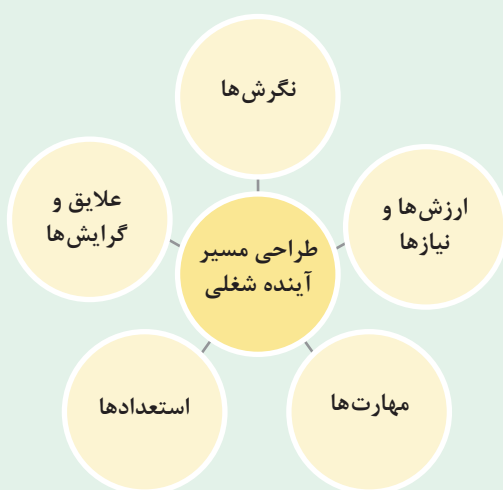 نگرش‌ها
ارزش‌ها و
نیازها
علایق و
گرایش‌ها
طراحی مسیر
آینده شغلی
مهارت‌ها
استعدادها